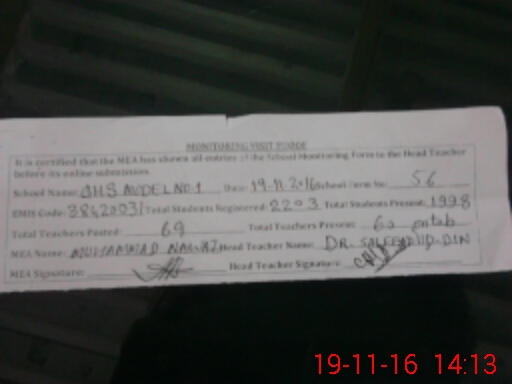 MONITORING VISIT
It is certified that the MEA has shown all entries of the School Monitoring Form to the Head Teacher
before its online submission.
School Name: GHS MODEL NO.1 Date: 19-11-2016 School Form No: 56
EMIS Code: Total Students Registered: 2203 Total Students Present: 1998
Total Teachers Posted: 69 Total Teachers Present: 60
MEA Name: MUHAMMAD NAWAZ Head Teacher Name: DR. UD-DIN
MEA Signature: Head Teacher Signature:
19-11-16 14:13